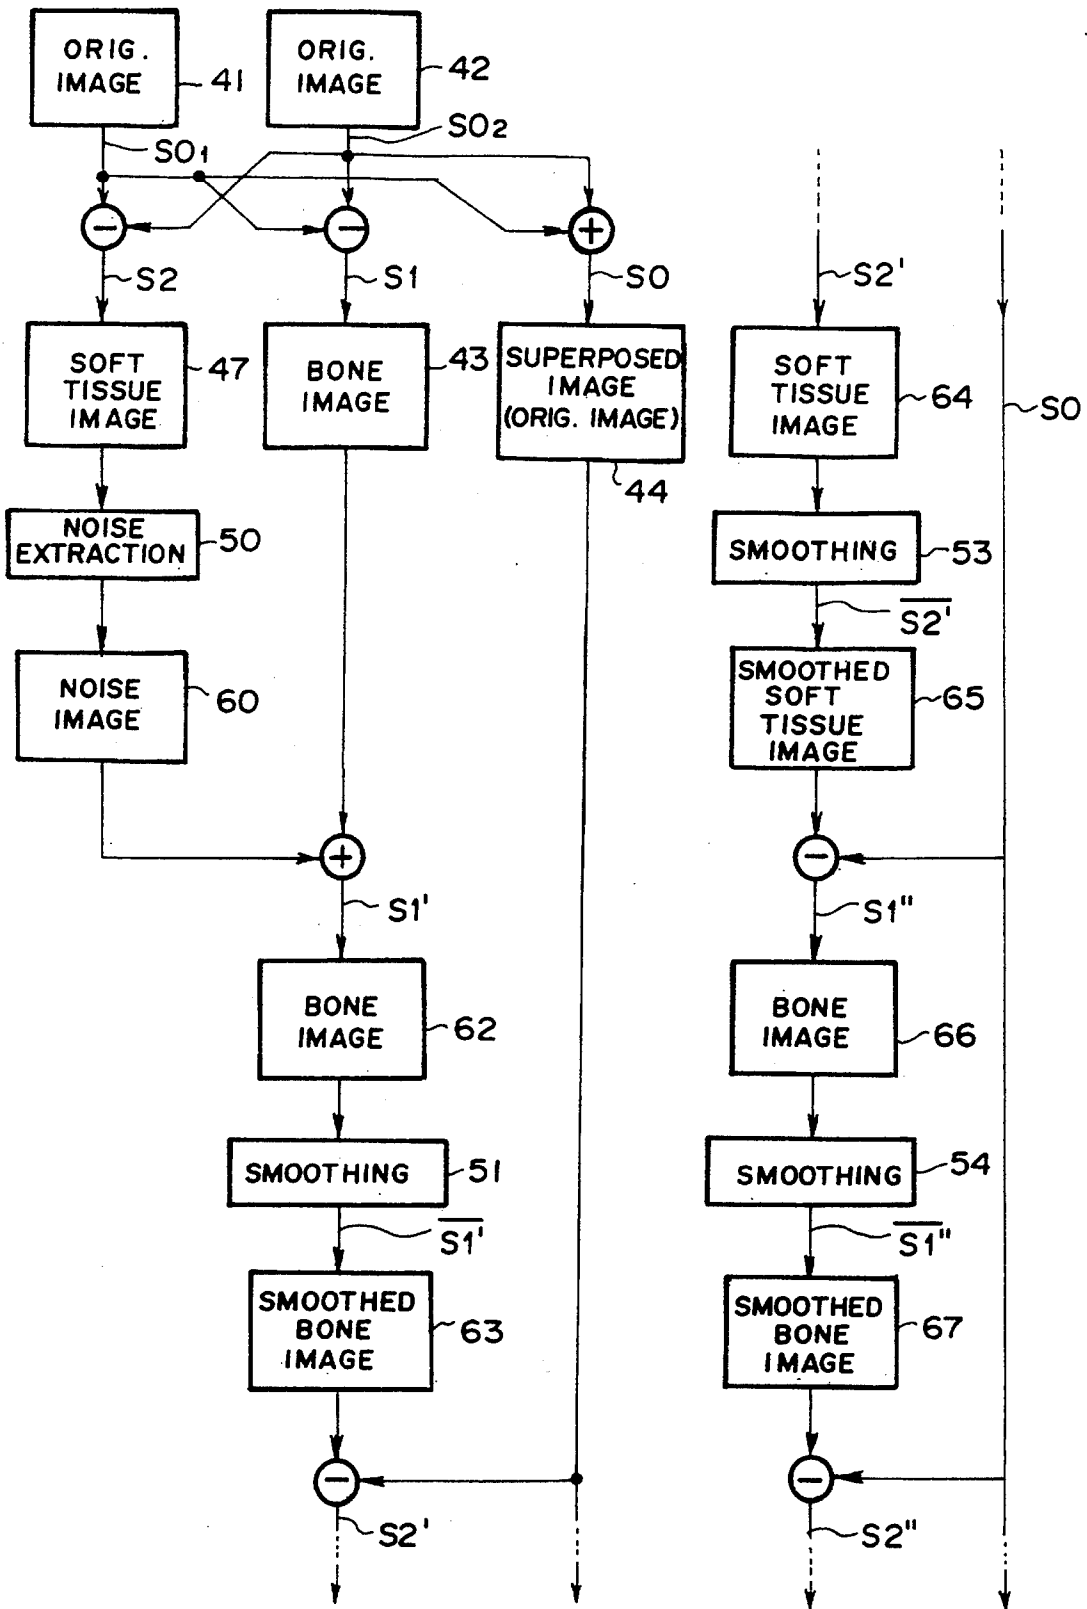 ORIG.
IMAGE
41
ORIG.
IMAGE
42
SO1
SO2
−
−
+
S2
S1
SO
SOFT
TISSUE
IMAGE
47
BONE
IMAGE
43
SUPERPOSED
IMAGE
(ORIG. IMAGE)
44
NOISE
EXTRACTION
50
NOISE
IMAGE
60
+
S1'
BONE
IMAGE
62
SMOOTHING
51
S1'
SMOOTHED
BONE
IMAGE
63
−
S2'
S2'
SO
SOFT
TISSUE
IMAGE
64
SMOOTHING
53
S2'
SMOOTHED
SOFT
TISSUE
IMAGE
65
−
S1"
BONE
IMAGE
66
SMOOTHING
54
S1"
SMOOTHED
BONE
IMAGE
67
−
S2"